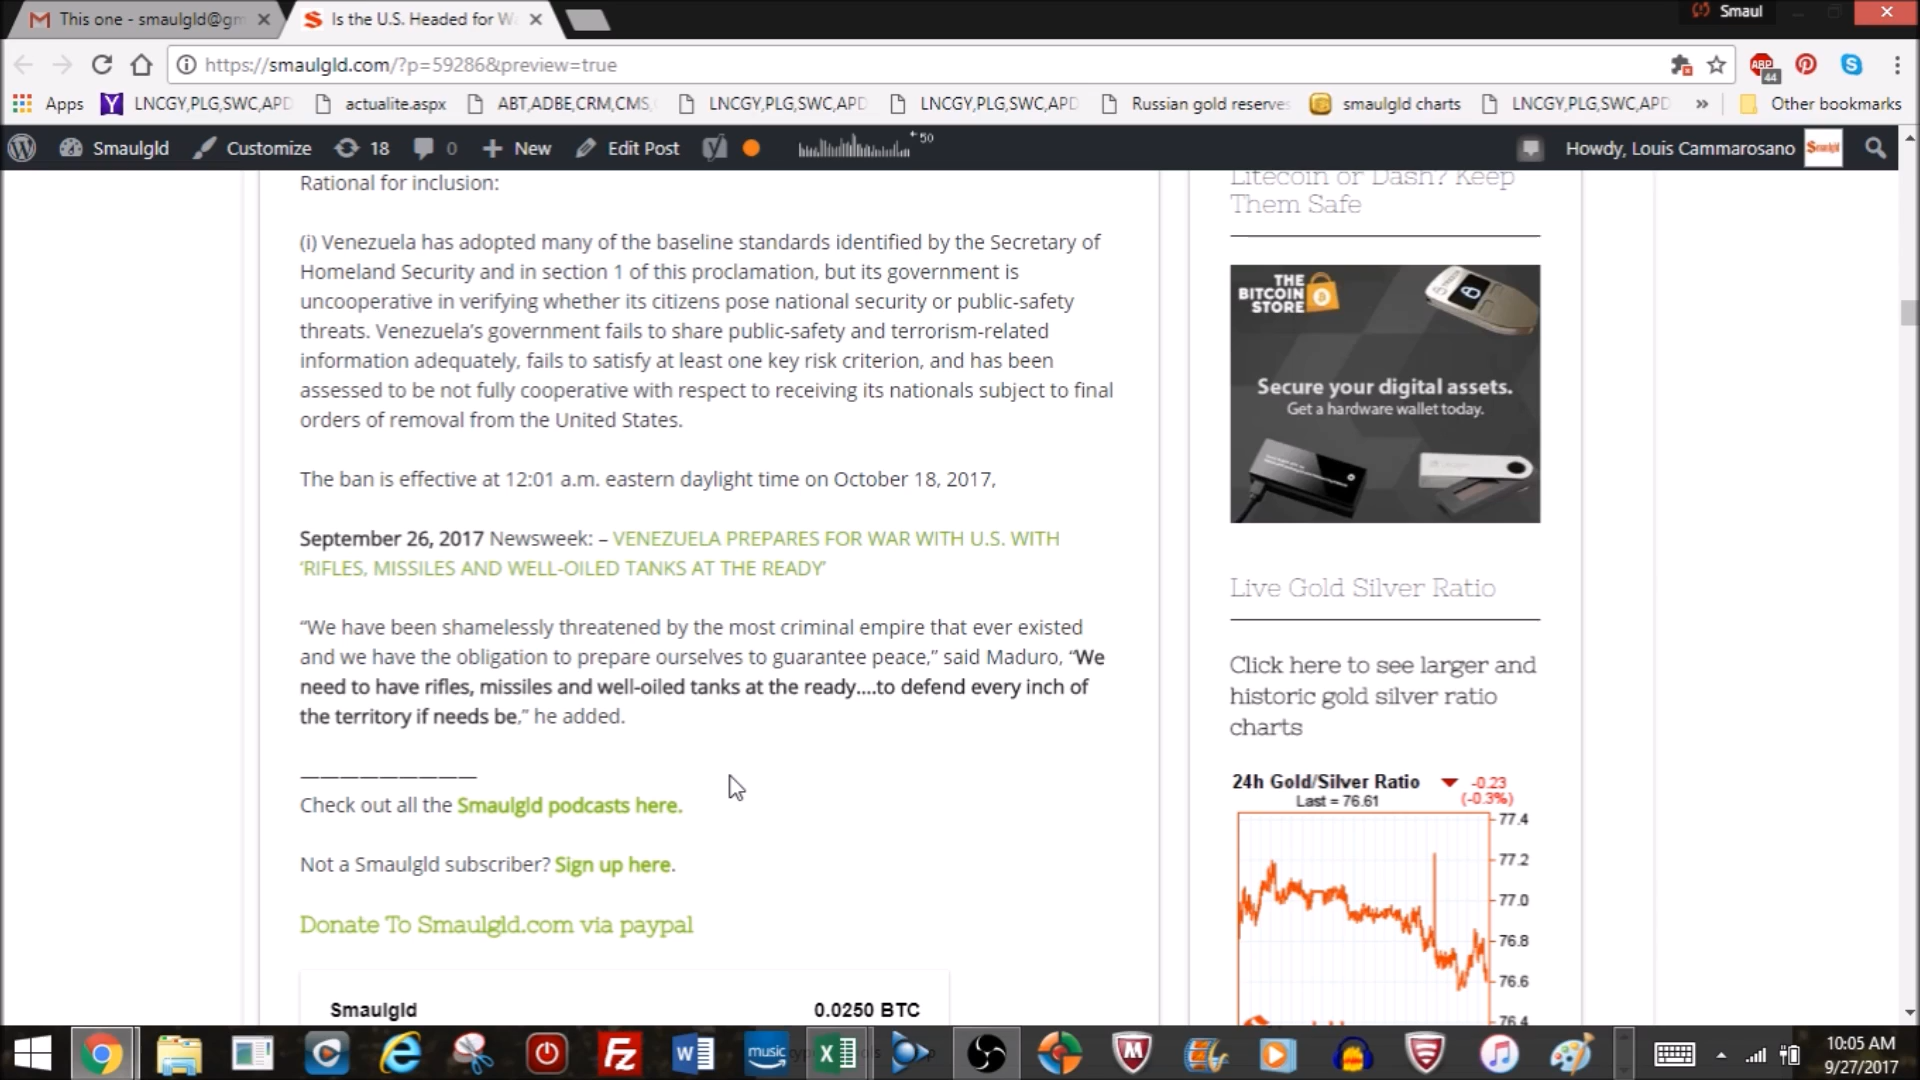 This one - smaulgld@gm
Is the U.S. Headed for W
Smaul
https://smaulgld.com/?p=59286&preview=true
ABP
44
Apps
LNCGY,PLG,SWC,APD
actualite.aspx
ABT,ADBE,CRM,CMS,
LNCGY,PLG,SWC,APD
LNCGY,PLG,SWC,APD
Russian gold reserves
smaulgld charts
LNCGY,PLG,SWC,APD
»
Other bookmarks
Smaulgld
Customize
18
0
New
Edit Post
50
Howdy, Louis Cammarosano
Smaulgld
Rational for inclusion:
(i) Venezuela has adopted many of the baseline standards identified by the Secretary of
Homeland Security and in section 1 of this proclamation, but its government is
uncooperative in verifying whether its citizens pose national security or public-safety
threats. Venezuela’s government fails to share public-safety and terrorism-related
information adequately, fails to satisfy at least one key risk criterion, and has been
assessed to be not fully cooperative with respect to receiving its nationals subject to final
orders of removal from the United States.
The ban is effective at 12:01 a.m. eastern daylight time on October 18, 2017,
September 26, 2017 Newsweek: – VENEZUELA PREPARES FOR WAR WITH U.S. WITH
‘RIFLES, MISSILES AND WELL-OILED TANKS AT THE READY’
“We have been shamelessly threatened by the most criminal empire that ever existed
and we have the obligation to prepare ourselves to guarantee peace,” said Maduro, “We
need to have rifles, missiles and well-oiled tanks at the ready….to defend every inch of
the territory if needs be,” he added.
—————————
Check out all the Smaulgld podcasts here.
Not a Smaulgld subscriber? Sign up here.
Donate To Smaulgld.com via paypal
Smaulgld
0.0250 BTC
Litecoin or Dash? Keep
Them Safe
THE
BITCOIN
STORE
Secure your digital assets.
Get a hardware wallet today.
Live Gold Silver Ratio
Click here to see larger and
historic gold silver ratio
charts
24h Gold/Silver Ratio
-0.23
Last = 76.61
(-0.3%)
77.4
77.2
77.0
76.8
76.6
76.4
music
10:05 AM
9/27/2017